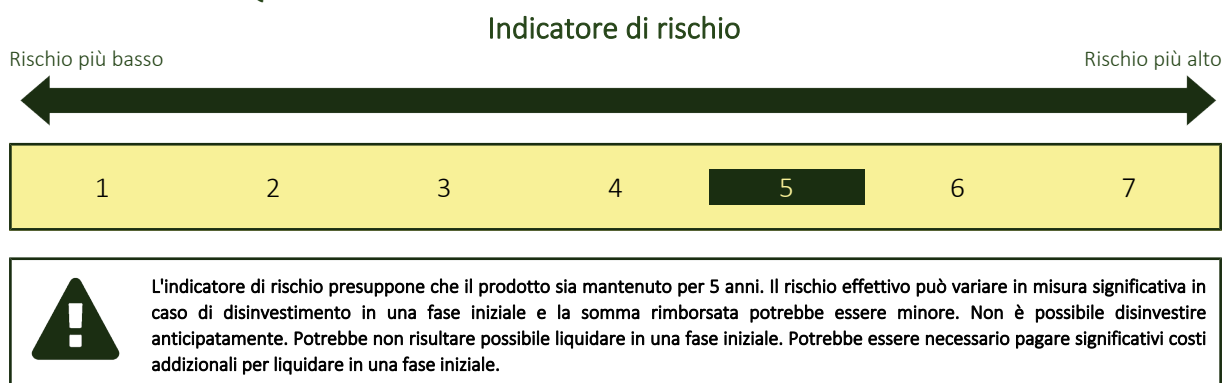 Indicatore di rischio
Rischio più basso
Rischio più alto
1 2 3 4 5 6 7
L'indicatore di rischio presuppone che il prodotto sia mantenuto per 5 anni. Il rischio effettivo può variare in misura significativa in
caso di disinvestimento in una fase iniziale e la somma rimborsata potrebbe essere minore. Non è possibile disinvestire
anticipatamente. Potrebbe non risultare possibile liquidare in una fase iniziale. Potrebbe essere necessario pagare significativi costi
addizionali per liquidare in una fase iniziale.